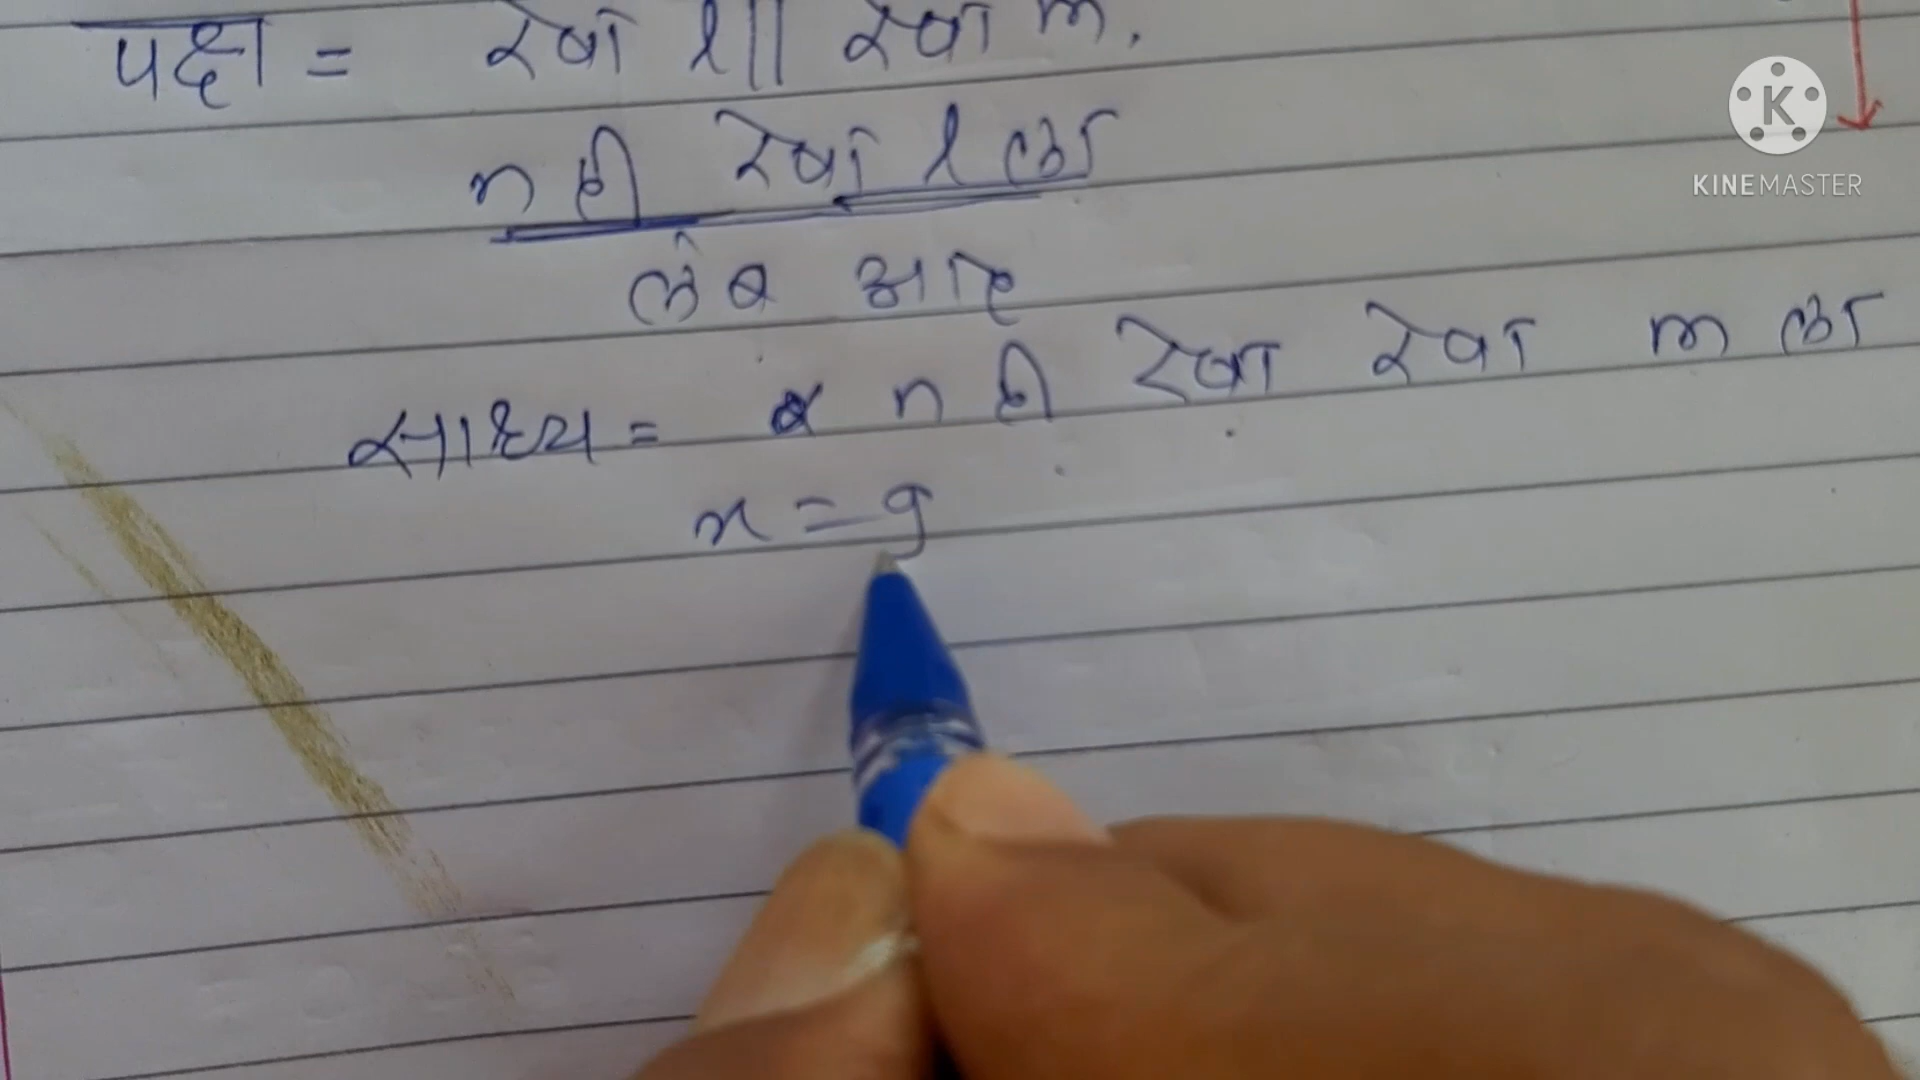 पक्ष = रेषा l || रेषा m.
n ही रेषा l ला
लंब आहे
साध्य = n ही रेषा रेषा m ला
x = 9
KINEMASTER